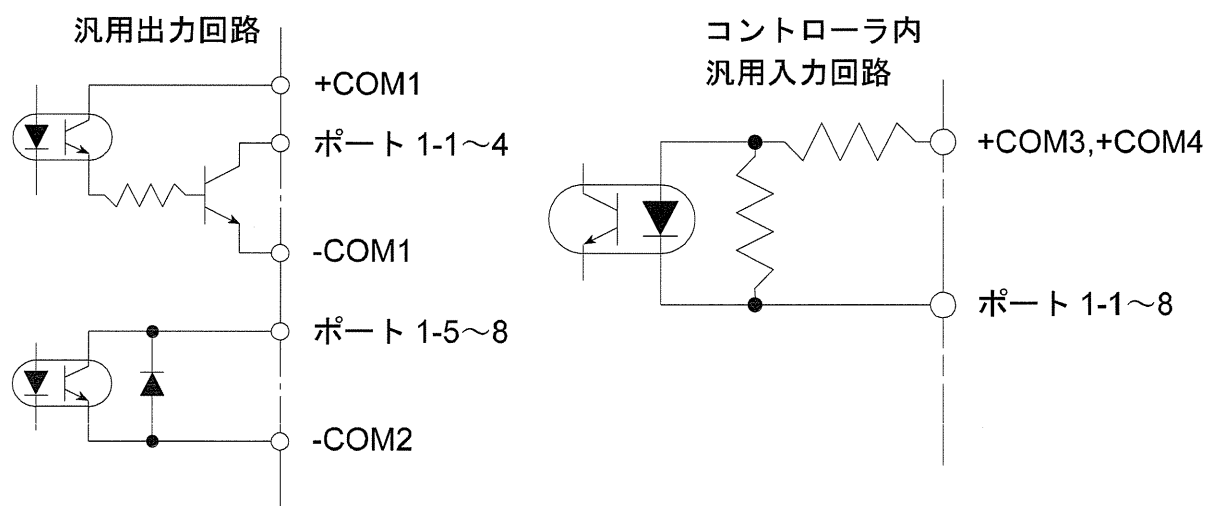 汎用出力回路
+COM1
ポート 1-1～4
-COM1
ポート 1-5～8
-COM2
コントローラ内
汎用入力回路
+COM3,+COM4
ポート 1-1～8